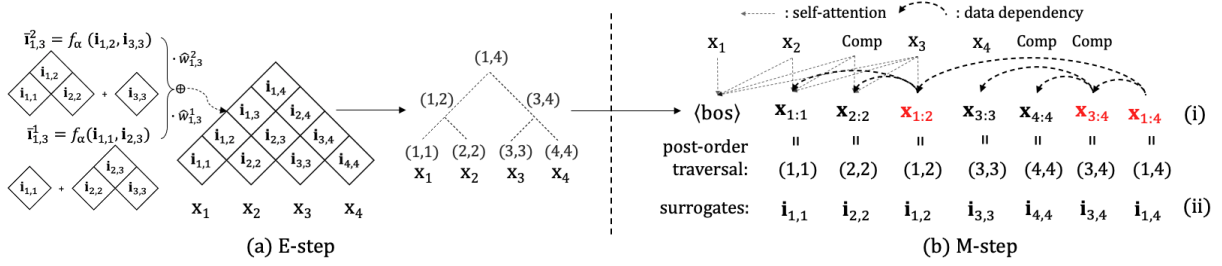 ī²₁,₃ = fα (i₁,₂, i₃,₃)
i₁,₂
i₁,₁ i₂,₂ + i₃,₃
· ŵ²₁,₃
⊕
· ŵ¹₁,₃
ī¹₁,₃ = fα(i₁,₁, i₂,₃)
i₂,₃
i₁,₁ + i₂,₂ i₃,₃
i₁,₄
i₁,₃ i₂,₄
i₁,₂ i₂,₃ i₃,₄
i₁,₁ i₂,₂ i₃,₃ i₄,₄
x₁ x₂ x₃ x₄
(1,4)
(1,2) (3,4)
(1,1) (2,2) (3,3) (4,4)
x₁ x₂ x₃ x₄
(a) E-step
: self-attention : data dependency
x₁ x₂ Comp x₃ x₄ Comp Comp
⟨bos⟩ x₁:₁ x₂:₂ x₁:₂ x₃:₃ x₄:₄ x₃:₄ x₁:₄ (i)
post-order = = = = = = =
traversal: (1,1) (2,2) (1,2) (3,3) (4,4) (3,4) (1,4)
surrogates: i₁,₁ i₂,₂ i₁,₂ i₃,₃ i₄,₄ i₃,₄ i₁,₄ (ii)
(b) M-step